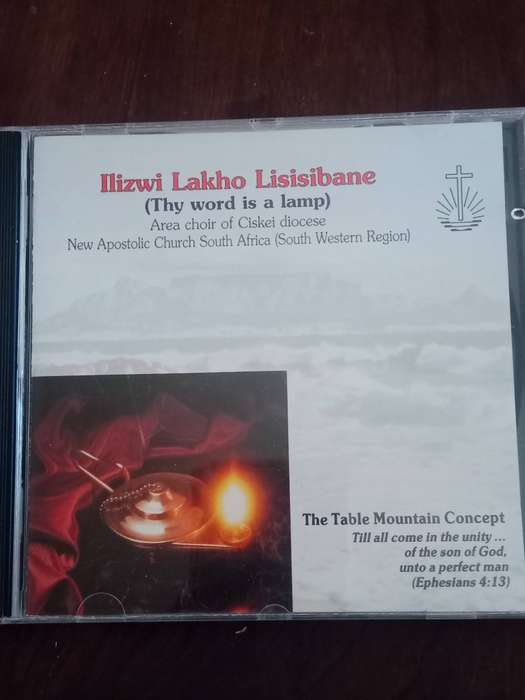 Ilizwi Lakho Lisisibane
(Thy word is a lamp)
Area choir of Ciskei diocese
New Apostolic Church South Africa (South Western Region)
The Table Mountain Concept
Till all come in the unity ...
of the son of God,
unto a perfect man
(Ephesians 4:13)